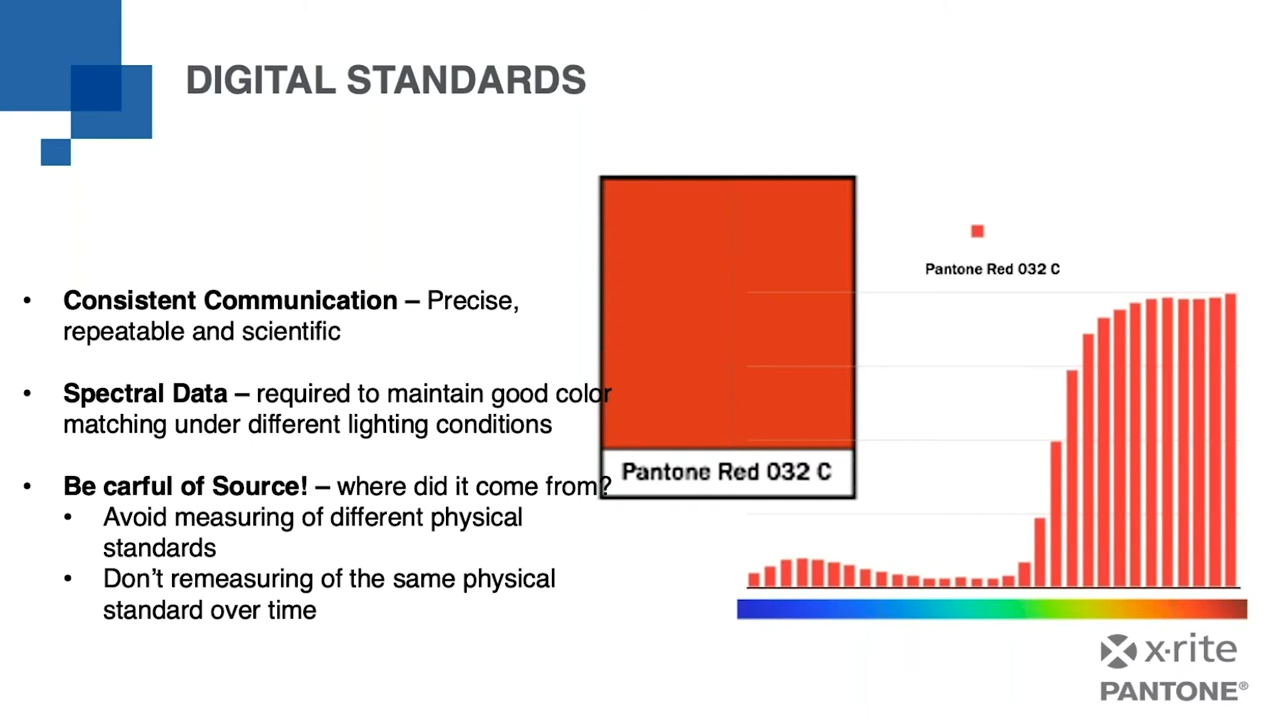 DIGITAL STANDARDS
• Consistent Communication – Precise,
repeatable and scientific
• Spectral Data – required to maintain good color
matching under different lighting conditions
• Be carful of Source! – where did it come from?
• Avoid measuring of different physical
standards
• Don’t remeasuring of the same physical
standard over time
Pantone Red 032 C
Pantone Red 032 C
x·rite
PANTONE®